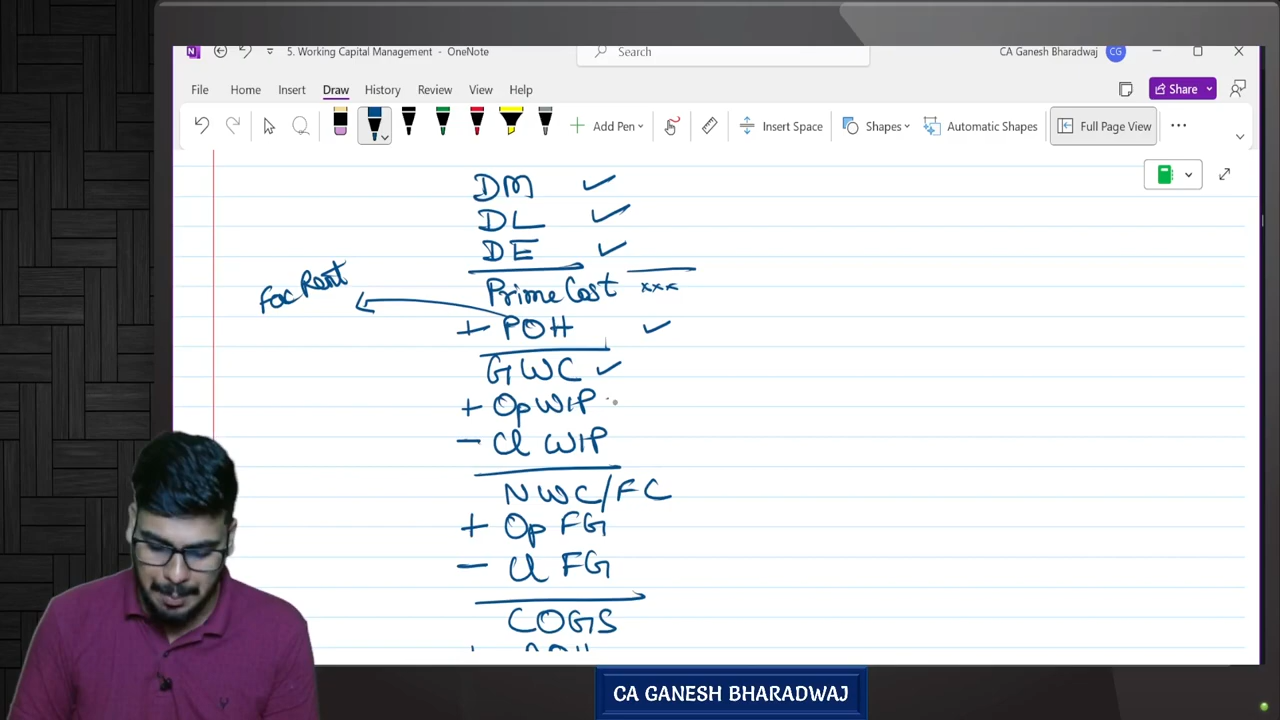 5. Working Capital Management - OneNote
Search
CA Ganesh Bharadwaj CG
File Home Insert Draw History Review View Help
Share
Add Pen
Insert Space
Shapes
Automatic Shapes
Full Page View
DM ✓
DL ✓
DE ✓
Fac Rent
Prime Cost xxx
+ POH ✓
GWC ✓
+ Op WIP
- Cl WIP
NWC/FC
+ Op FG
- Cl FG
COGS
CA GANESH BHARADWAJ